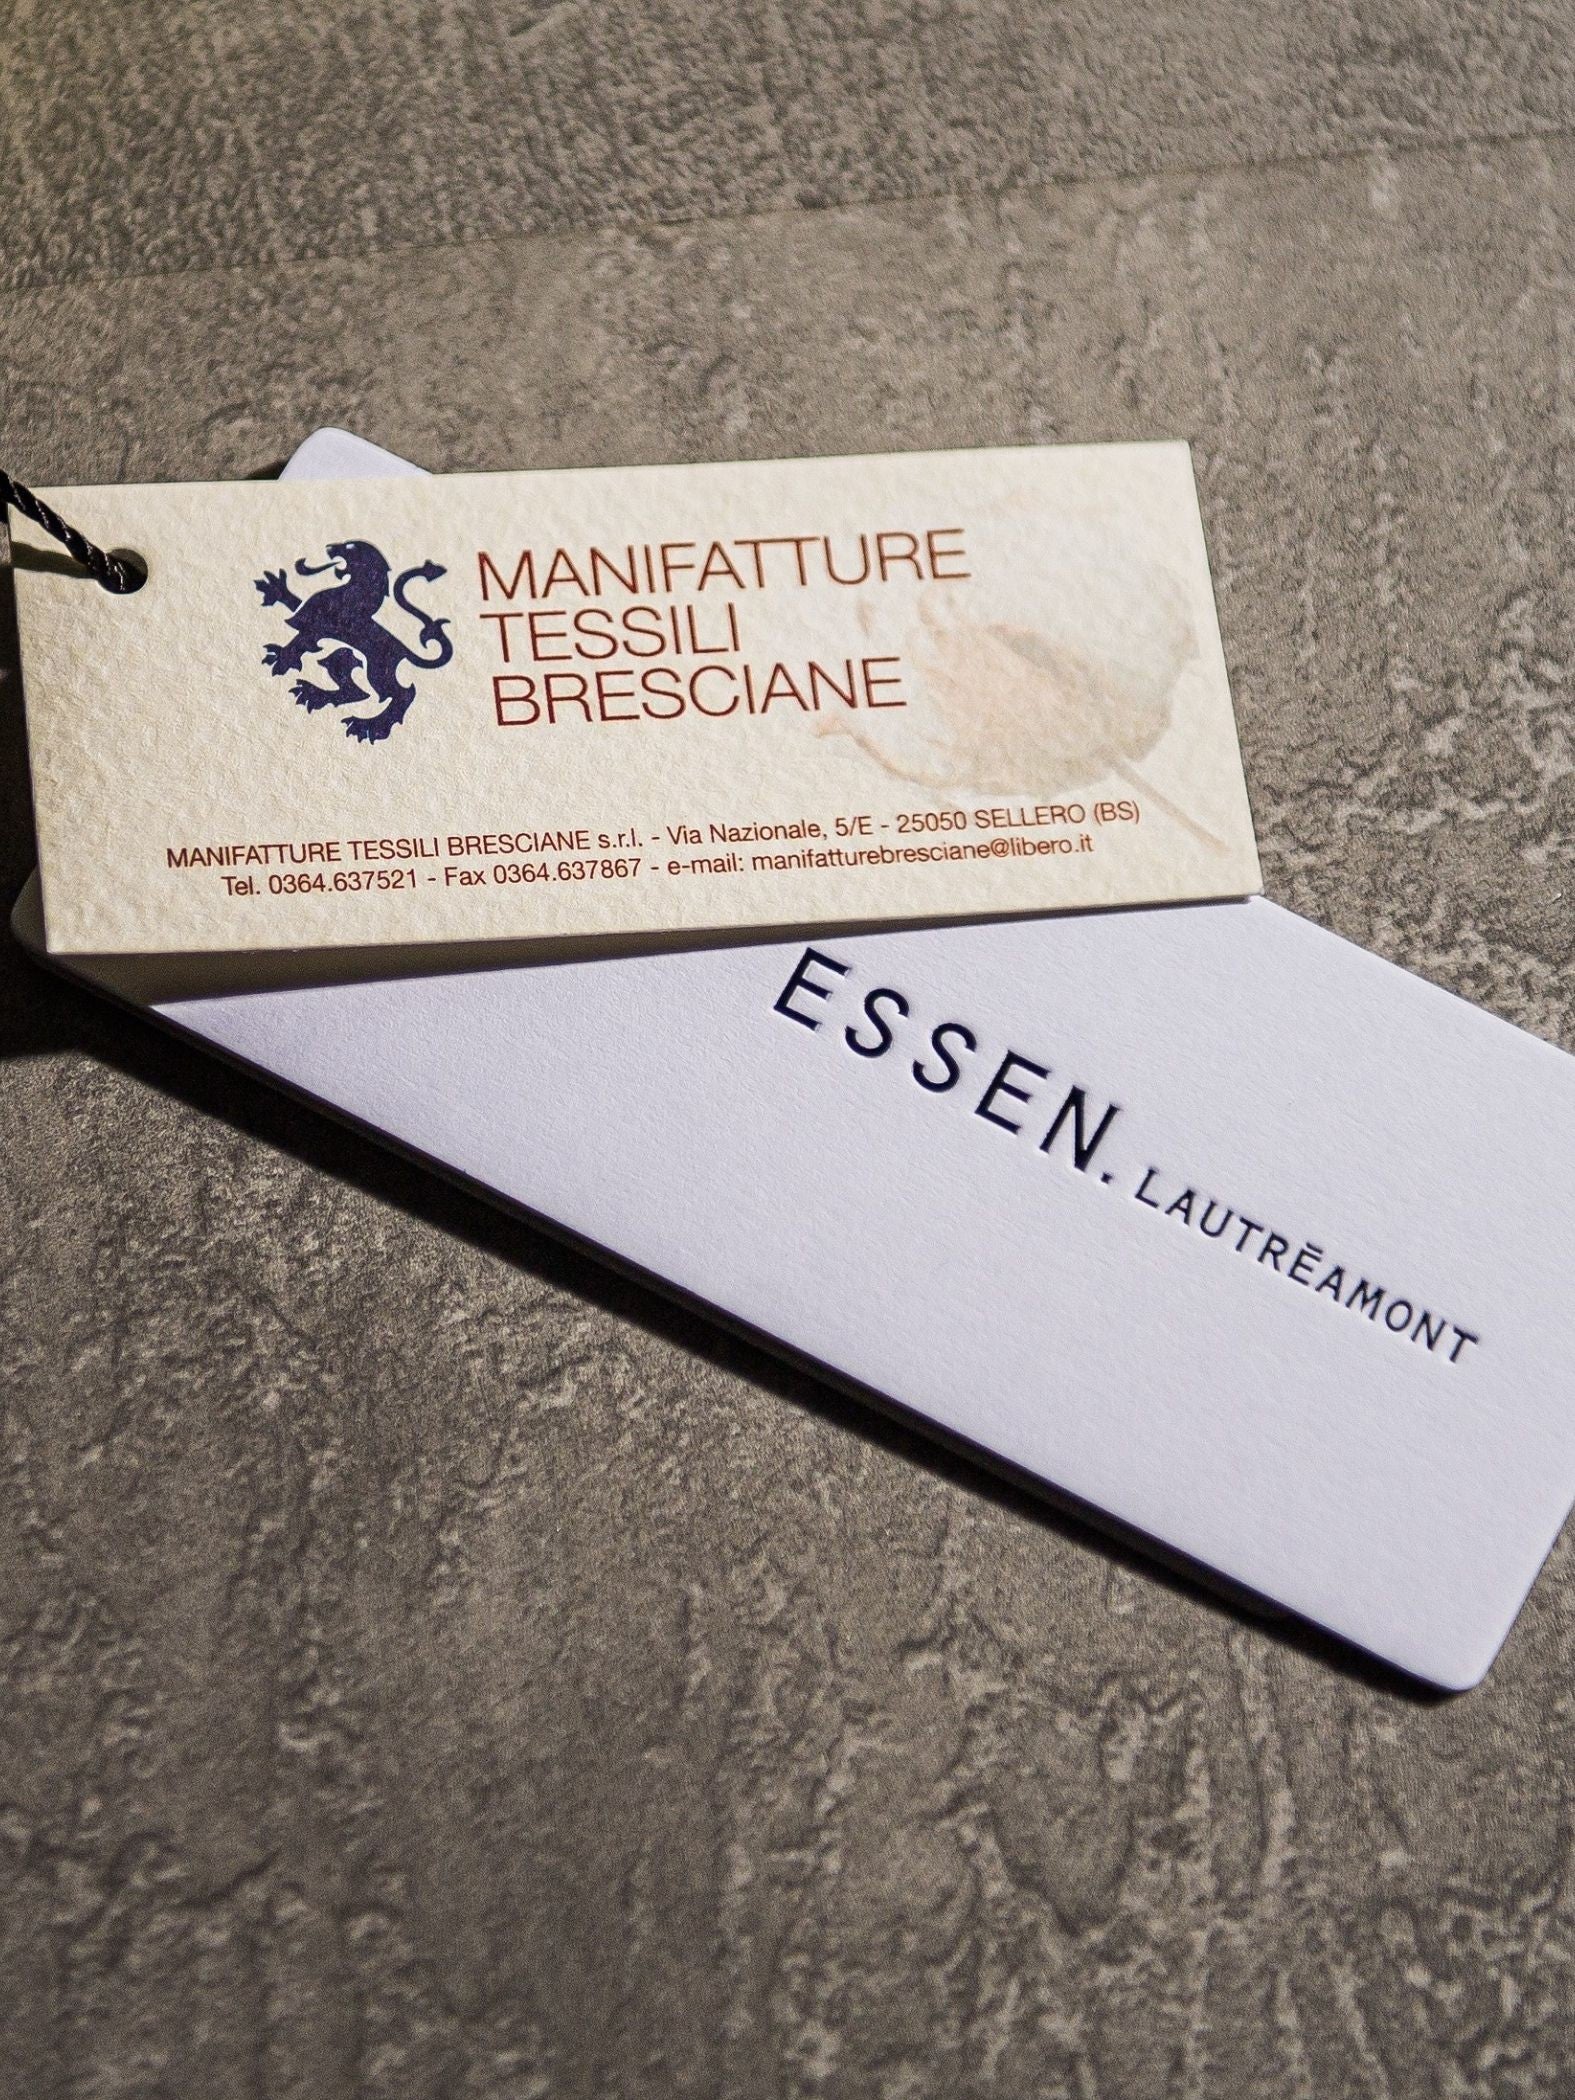 MANIFATTURE
TESSILI
BRESCIANE
MANIFATTURE TESSILI BRESCIANE s.r.l. - Via Nazionale, 5/E - 25050 SELLERO (BS)
Tel. 0364.637521 - Fax 0364.637867 - e-mail: manifatturebresciane@libero.it
ESSEN. LAUTRÉAMONT